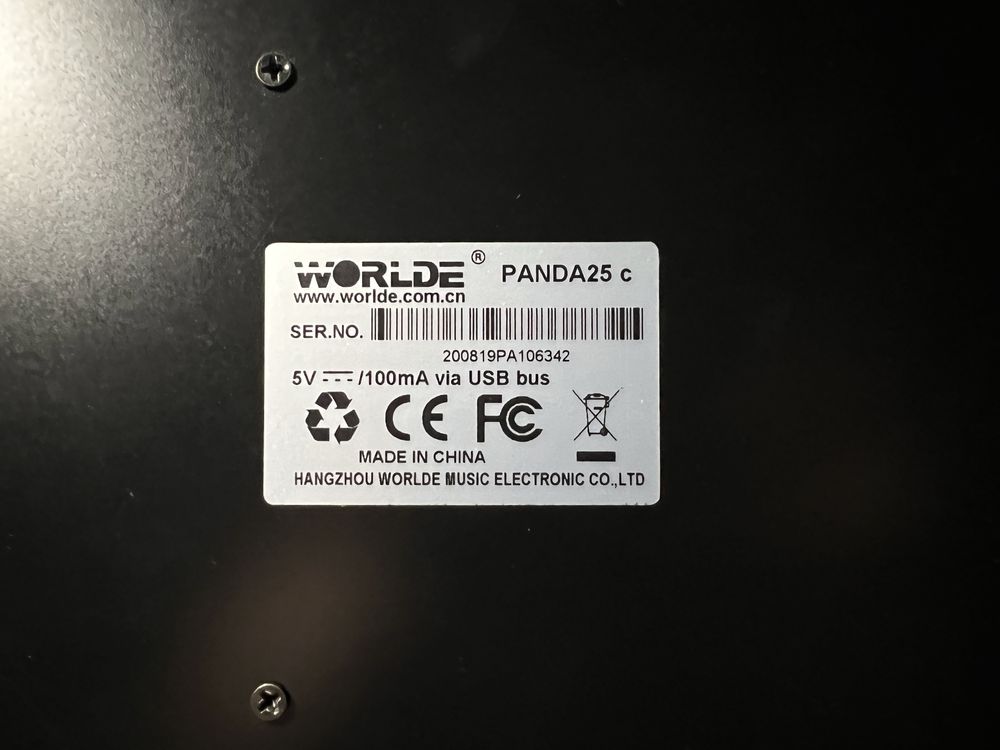 WORLDE® PANDA25 c
www.worlde.com.cn
SER.NO.
200819PA106342
5V ⎓ /100mA via USB bus
CE FC
MADE IN CHINA
HANGZHOU WORLDE MUSIC ELECTRONIC CO.,LTD